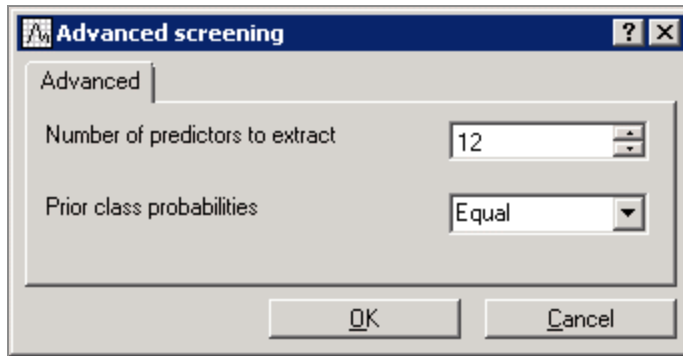 Advanced screening
Advanced
Number of predictors to extract 12
Prior class probabilities Equal
OK Cancel